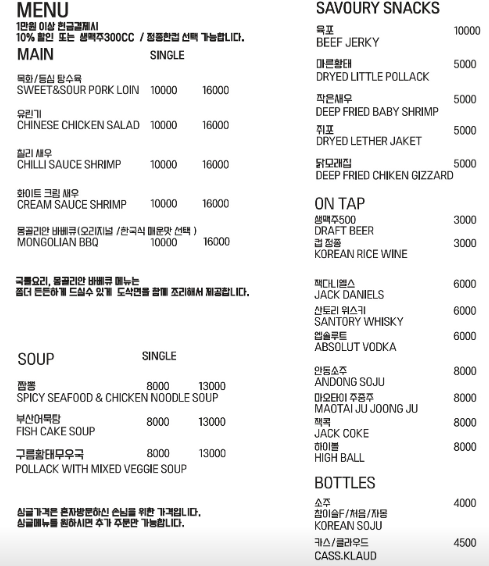 MENU
1만원 이상 현금결제시
10% 할인 또는 생맥주300CC / 정종한컵 선택 가능합니다.
MAIN SINGLE
목화/등심 탕수육
SWEET&SOUR PORK LOIN 10000 16000
유린기
CHINESE CHICKEN SALAD 10000 16000
칠리 새우
CHILLI SAUCE SHRIMP 10000 16000
화이트 크림 새우
CREAM SAUCE SHRIMP 10000 16000
몽골리안 바베큐(오리지널 /한국식 매운맛 선택 )
MONGOLIAN BBQ 10000 16000
국물요리, 몽골리안 바베큐 메뉴는
좀더 든든하게 드실수 있게 도삭면을 함께 조리해서 제공합니다.
SOUP SINGLE
짬뽕 8000 13000
SPICY SEAFOOD & CHICKEN NOODLE SOUP
부산어묵탕 8000 13000
FISH CAKE SOUP
구름황태무우국 8000 13000
POLLACK WITH MIXED VEGGIE SOUP
싱글가격은 혼자방문하신 손님을 위한 가격입니다.
싱글메뉴를 원하시면 추가 주문만 가능합니다.
SAVOURY SNACKS
육포 10000
BEEF JERKY
마른황태 5000
DRYED LITTLE POLLACK
작은새우 5000
DEEP FRIED BABY SHRIMP
쥐포 5000
DRYED LETHER JAKET
닭모래집 5000
DEEP FRIED CHIKEN GIZZARD
ON TAP
생맥주500 3000
DRAFT BEER
컵 정종 3000
KOREAN RICE WINE
잭다니엘스 6000
JACK DANIELS
산토리 위스키 6000
SANTORY WHISKY
앱솔루트 6000
ABSOLUT VODKA
안동소주 8000
ANDONG SOJU
마오타이 주중주 8000
MAOTAI JU JOONG JU
잭콕 8000
JACK COKE
하이볼 8000
HIGH BALL
BOTTLES
소주 4000
참이슬F/처음/자몽
KOREAN SOJU
카스/클라우드 4500
CASS.KLAUD